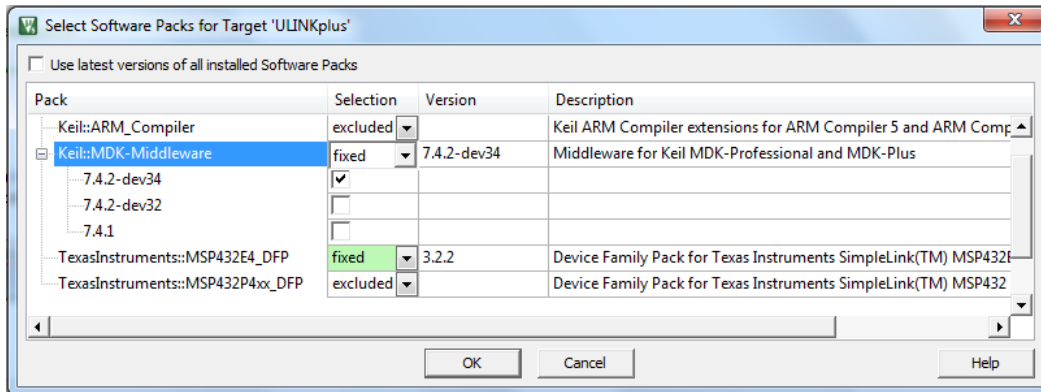 Select Software Packs for Target 'ULINKplus'
Use latest versions of all installed Software Packs
Pack Selection Version Description
Keil::ARM_Compiler excluded Keil ARM Compiler extensions for ARM Compiler 5 and ARM Comp
Keil::MDK-Middleware fixed 7.4.2-dev34 Middleware for Keil MDK-Professional and MDK-Plus
7.4.2-dev34
7.4.2-dev32
7.4.1
TexasInstruments::MSP432E4_DFP fixed 3.2.2 Device Family Pack for Texas Instruments SimpleLink(TM) MSP432E
TexasInstruments::MSP432P4xx_DFP excluded Device Family Pack for Texas Instruments SimpleLink(TM) MSP432
OK Cancel Help